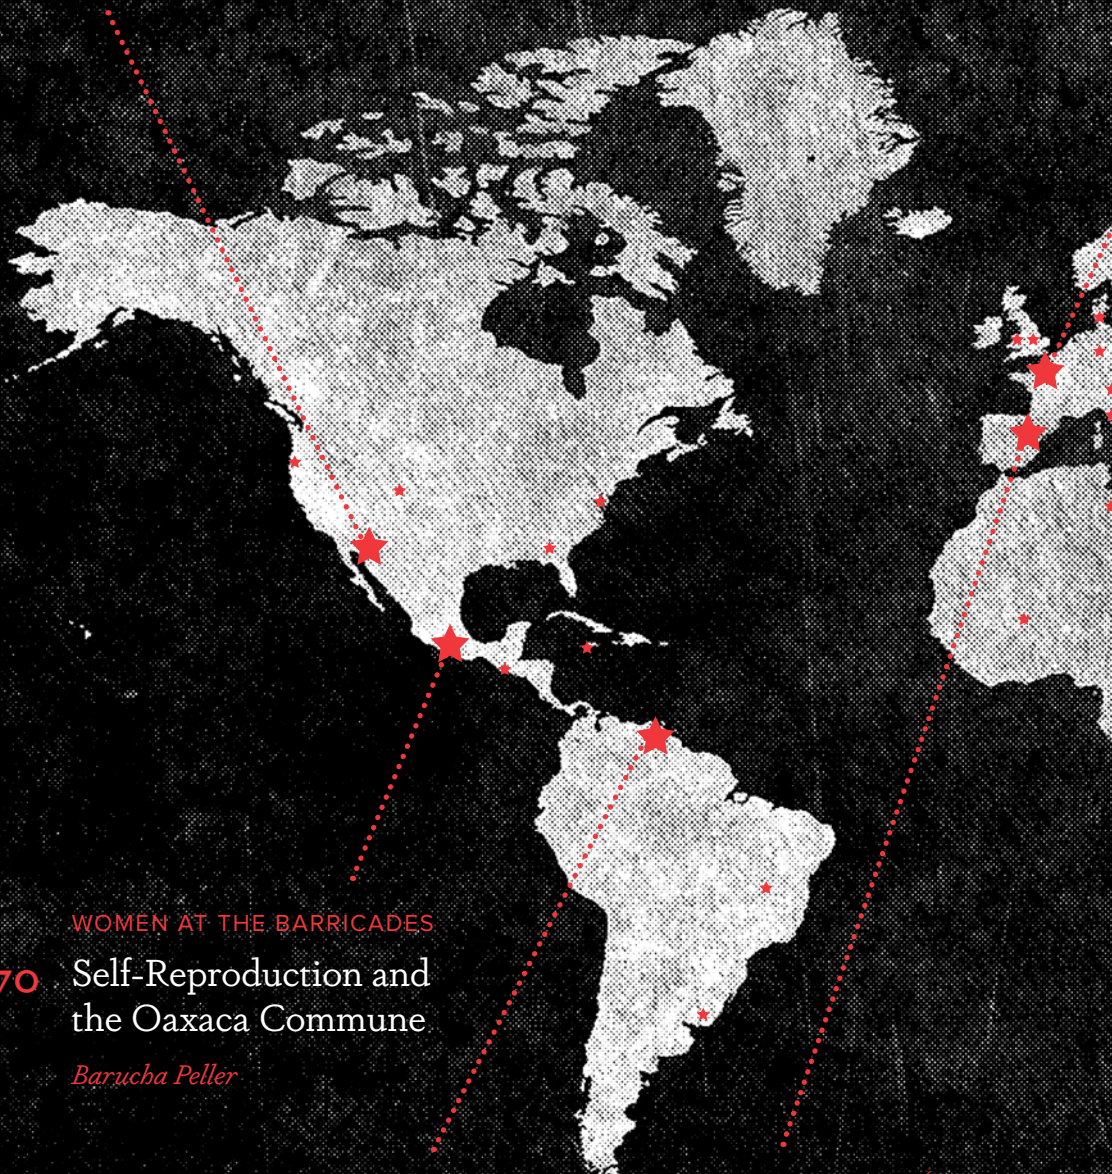 WOMEN AT THE BARRICADES
70
Self-Reproduction and
the Oaxaca Commune
Barucha Peller